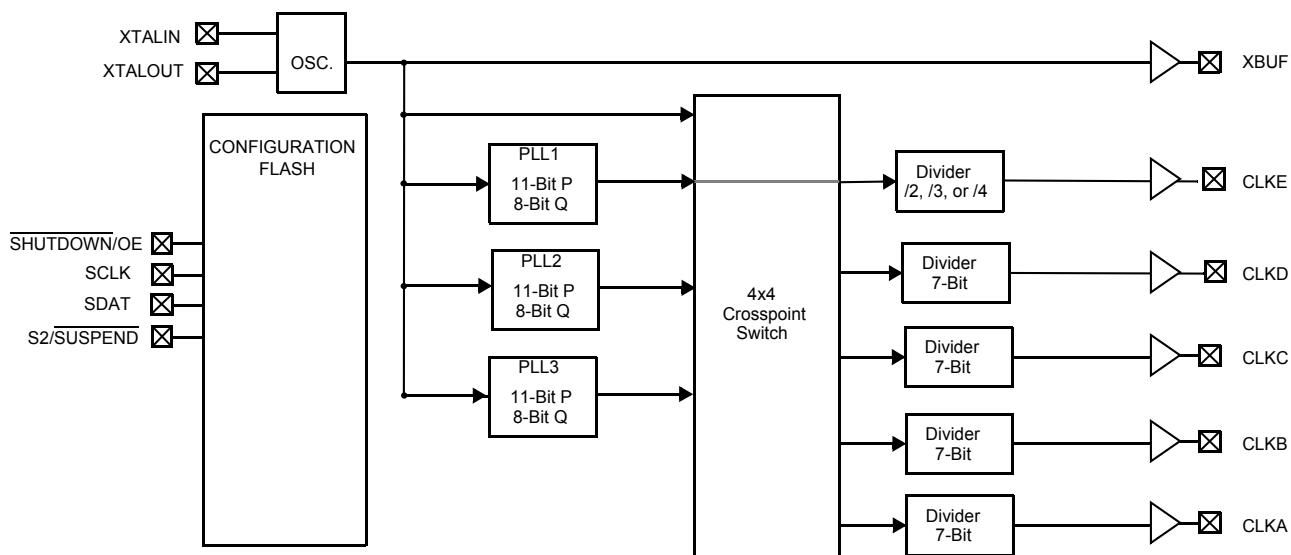 XTALIN
XTALOUT
OSC.
XBUF
CONFIGURATION
FLASH
SHUTDOWN/OE
SCLK
SDAT
S2/SUSPEND
PLL1
11-Bit P
8-Bit Q
PLL2
11-Bit P
8-Bit Q
PLL3
11-Bit P
8-Bit Q
4x4
Crosspoint
Switch
Divider
/2, /3, or /4
CLKE
Divider
7-Bit
CLKD
Divider
7-Bit
CLKC
Divider
7-Bit
CLKB
Divider
7-Bit
CLKA